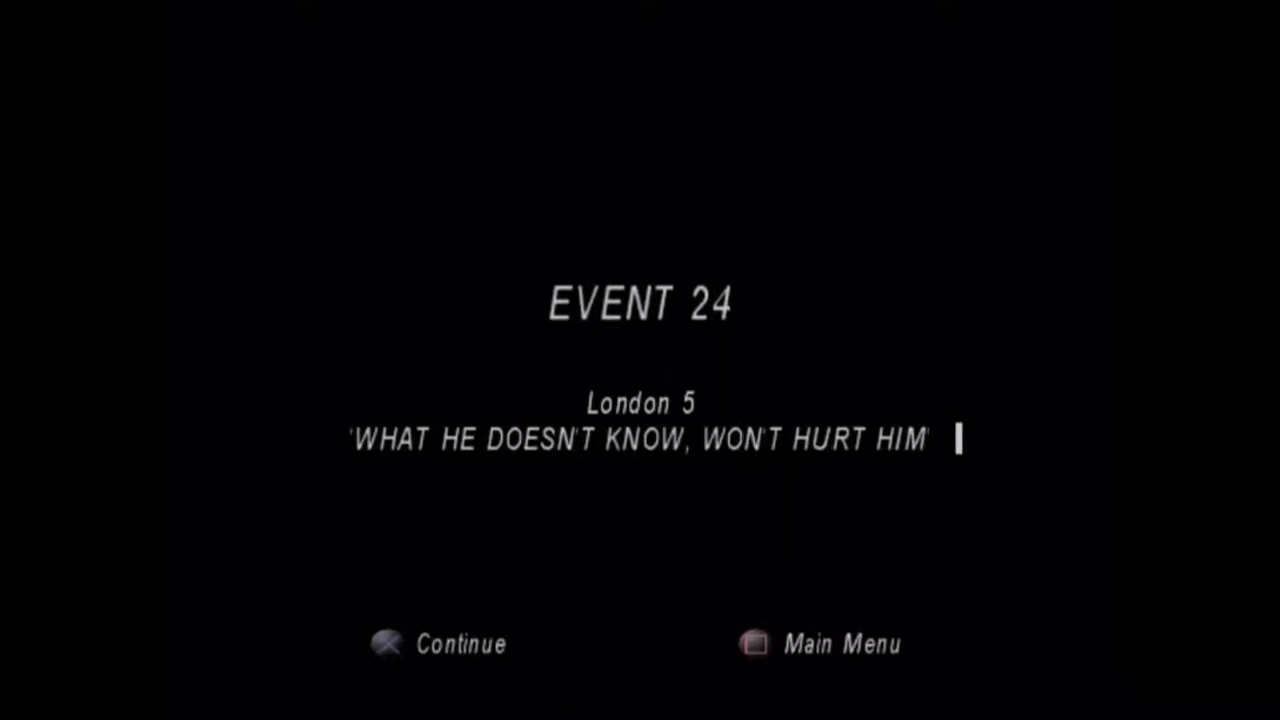 EVENT 24
London 5
'WHAT HE DOESN'T KNOW, WON'T HURT HIM'
Continue
Main Menu